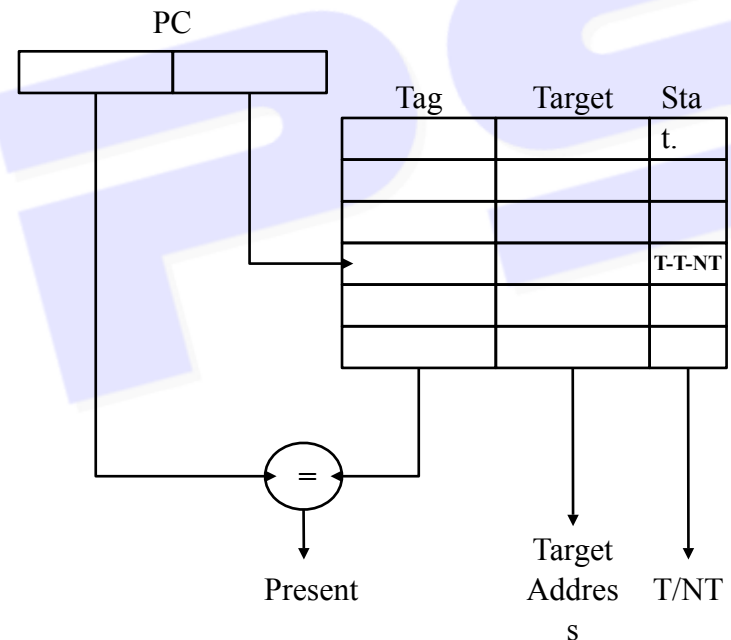 PC
Tag Target Sta
t.
T-T-NT
=
Present
Target
Addres
s
T/NT